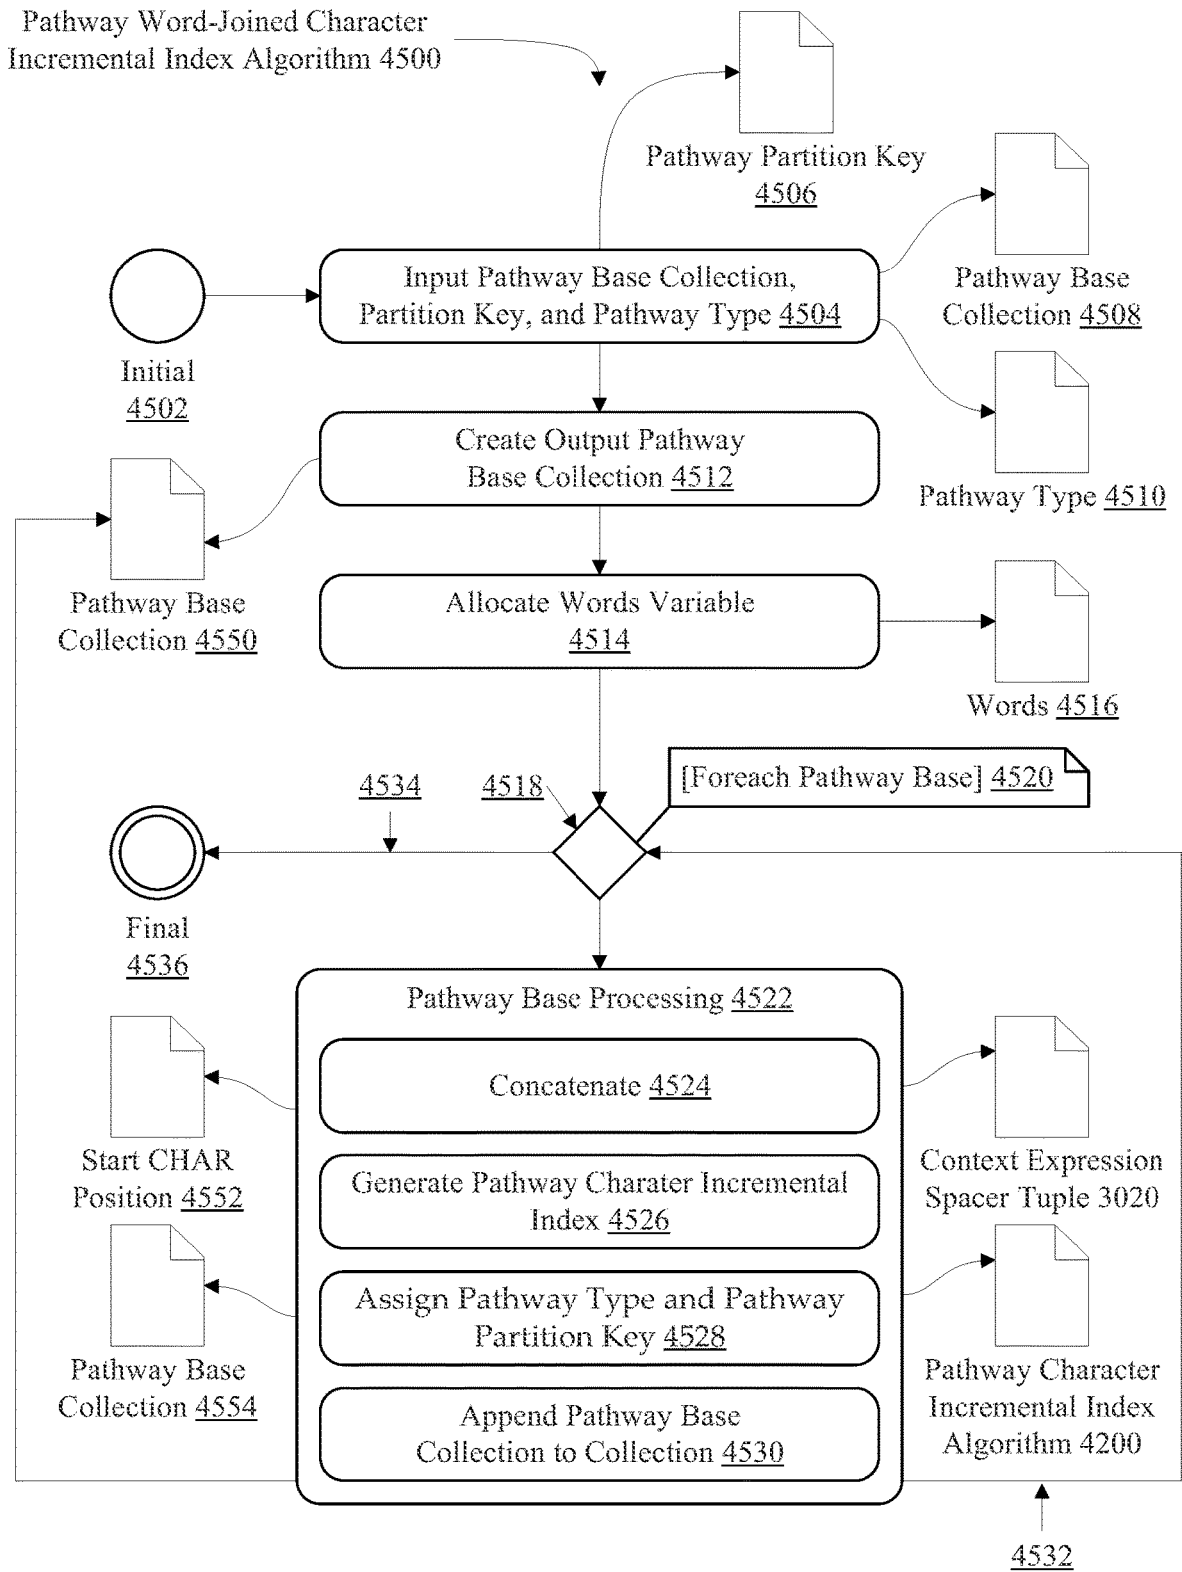 Pathway Word-Joined Character
Incremental Index Algorithm 4500
Pathway Partition Key
4506
Input Pathway Base Collection,
Partition Key, and Pathway Type 4504
Pathway Base
Collection 4508
Initial
4502
Create Output Pathway
Base Collection 4512
Pathway Type 4510
Pathway Base
Collection 4550
Allocate Words Variable
4514
Words 4516
[Foreach Pathway Base] 4520
4534
4518
Final
4536
Pathway Base Processing 4522
Concatenate 4524
Start CHAR
Position 4552
Context Expression
Spacer Tuple 3020
Generate Pathway Charater Incremental
Index 4526
Assign Pathway Type and Pathway
Partition Key 4528
Pathway Base
Collection 4554
Pathway Character
Incremental Index
Algorithm 4200
Append Pathway Base
Collection to Collection 4530
4532